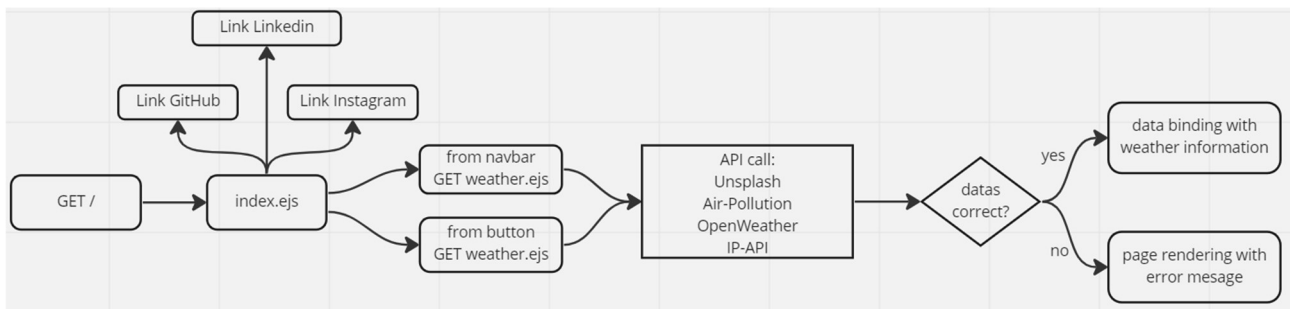 Link Linkedin
Link GitHub
Link Instagram
GET /
index.ejs
from navbar
GET weather.ejs
from button
GET weather.ejs
API call:
Unsplash
Air-Pollution
OpenWeather
IP-API
datas
correct?
yes
data binding with
weather information
no
page rendering with
error mesage